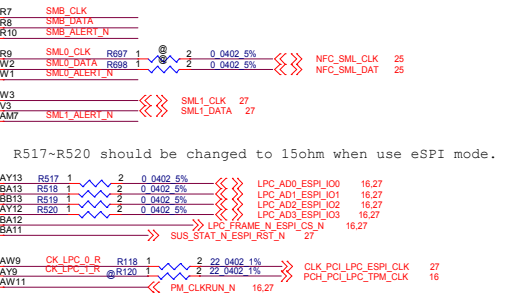 R7 SMB_CLK
R8 SMB_DATA
R10 SMB_ALERT_N
R9 SML0_CLK R697 1 @ 2 0_0402_5% NFC_SML_CLK 25
W2 SML0_DATA R698 1 @ 2 0_0402_5% NFC_SML_DAT 25
W1 SML0_ALERT_N
W3 SML1_CLK 27
V3 SML1_DATA 27
AM7 SML1_ALERT_N
R517~R520 should be changed to 15ohm when use eSPI mode.
AY13 R517 1 2 0_0402_5% LPC_AD0_ESPI_IO0 16,27
BA13 R518 1 2 0_0402_5% LPC_AD1_ESPI_IO1 16,27
BB13 R519 1 2 0_0402_5% LPC_AD2_ESPI_IO2 16,27
AY12 R520 1 2 0_0402_5% LPC_AD3_ESPI_IO3 16,27
BA12 LPC_FRAME_N_ESPI_CS_N 16,27
BA11 SUS_STAT_N_ESPI_RST_N 27
AW9 CK_LPC_0_R R118 1 2 22_0402_1% CLK_PCI_LPC_ESPI_CLK 27
AY9 CK_LPC_1_R @R120 1 2 22_0402_1% PCH_PCI_LPC_TPM_CLK 16
AW11 PM_CLKRUN_N 16,27